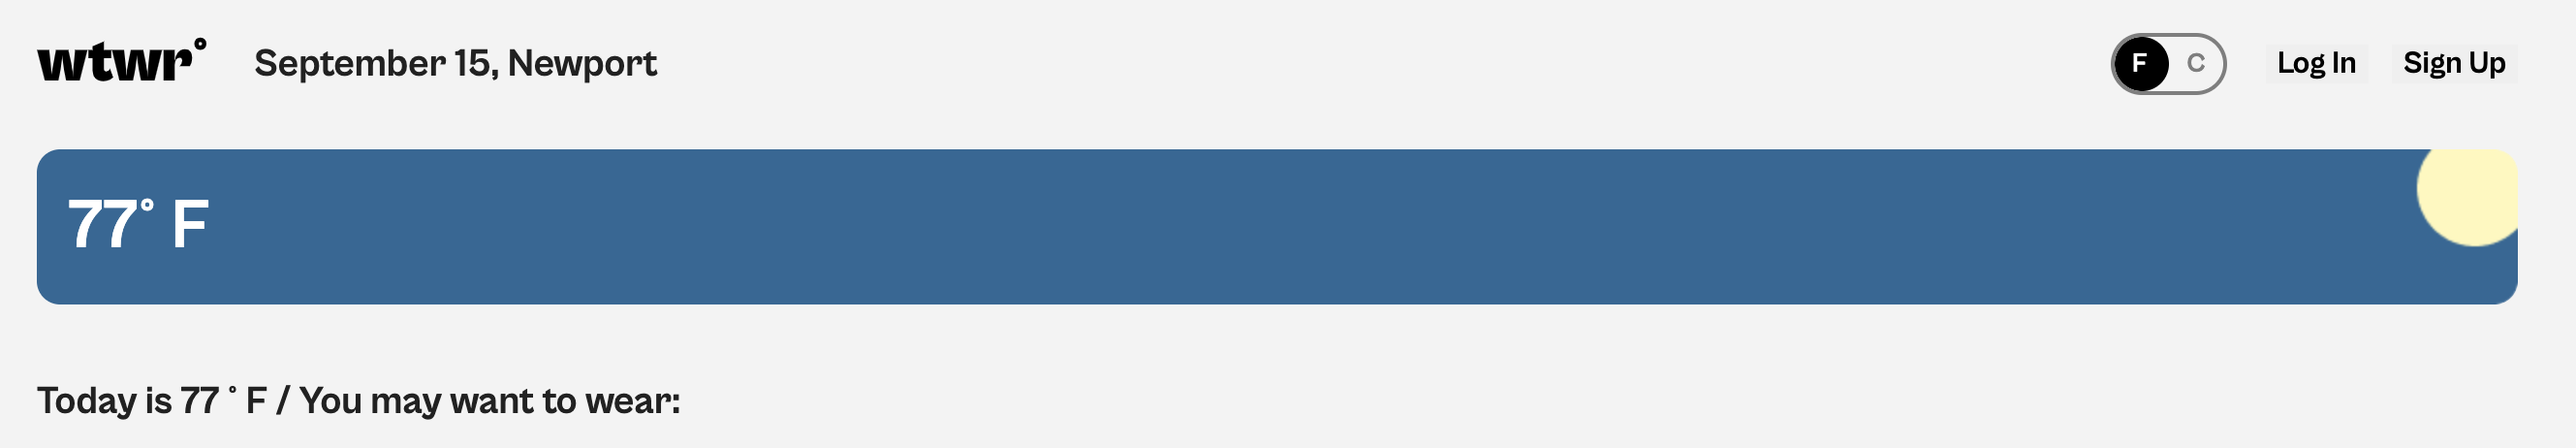 wtwr° September 15, Newport F C Log In Sign Up
77° F
Today is 77 ° F / You may want to wear: